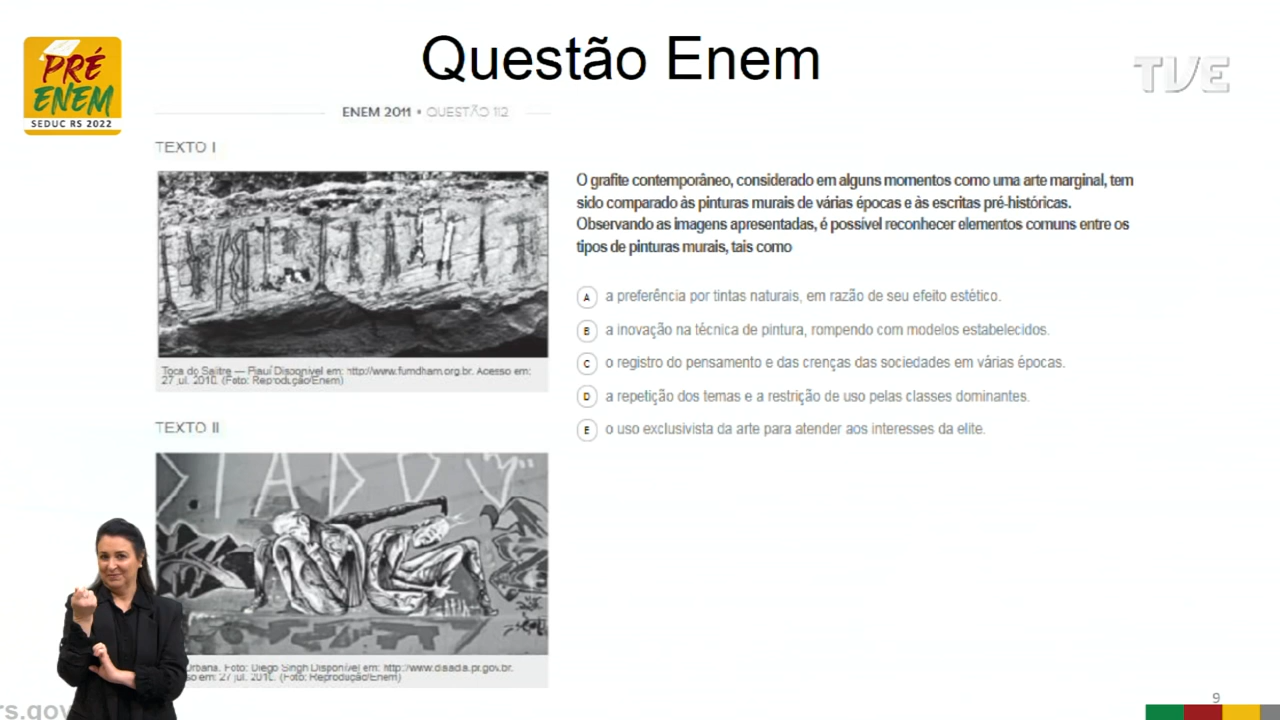 Questão Enem
PRÉ
ENEM
SEDUC RS 2022
TVE
ENEM 2011 • QUESTÃO 112
TEXTO I
Toca do Salitre — Piauí Disponível em: http://www.fumdham.org.br. Acesso em:
27 jul. 2010. (Foto: Reprodução/Enem)
TEXTO II
DIADDV
Urbana. Foto: Diego Singh Disponível em: http://www.diaadia.pr.gov.br.
so em: 27 jul. 2010. (Foto: Reprodução/Enem)
O grafite contemporâneo, considerado em alguns momentos como uma arte marginal, tem
sido comparado às pinturas murais de várias épocas e às escritas pré-históricas.
Observando as imagens apresentadas, é possível reconhecer elementos comuns entre os
tipos de pinturas murais, tais como
A a preferência por tintas naturais, em razão de seu efeito estético.
B a inovação na técnica de pintura, rompendo com modelos estabelecidos.
C o registro do pensamento e das crenças das sociedades em várias épocas.
D a repetição dos temas e a restrição de uso pelas classes dominantes.
E o uso exclusivista da arte para atender aos interesses da elite.
rs.gov
9